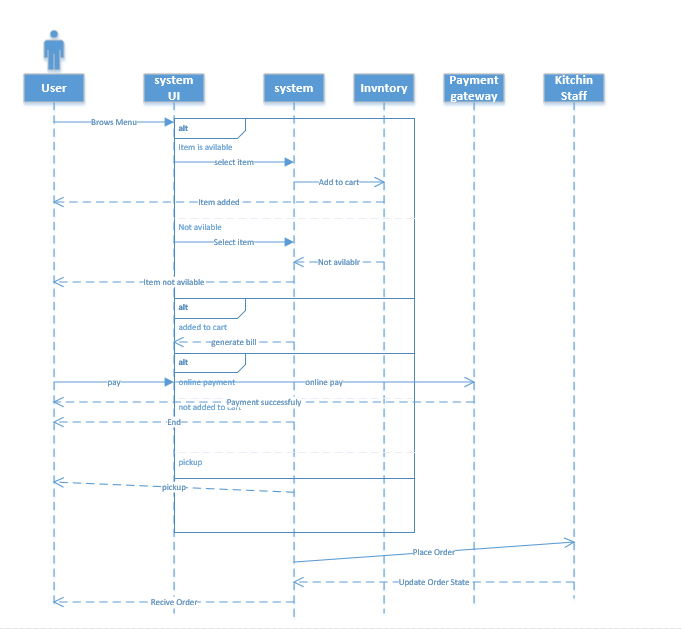 User
system
UI
system
Invntory
Payment
gateway
Kitchin
Staff
Brows Menu
alt
Item is avilable
select item
Add to cart
Item added
Not avilable
Select item
Not avilablr
Item not avilable
alt
added to cart
generate bill
alt
pay
online payment
online pay
Payment successfuly
not added to cart
End
pickup
pickup
Place Order
Update Order State
Recive Order